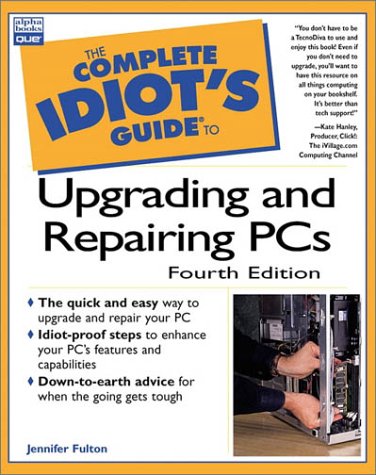 alpha
books
QUE®
THE
COMPLETE
IDIOT'S
GUIDE® TO
"You don't have to be
a TecnoDiva to use and
enjoy this book! Even if
you don't need to
upgrade, you'll want to
have this resource on
all things computing
on your bookshelf.
It's better than
tech support!"
—Kate Hanley,
Producer, Click!:
The iVillage.com
Computing Channel
Upgrading and
Repairing PCs
Fourth Edition
The quick and easy way to
upgrade and repair your PC
Idiot-proof steps to enhance
your PC's features and
capabilities
Down-to-earth advice for
when the going gets tough
Jennifer Fulton